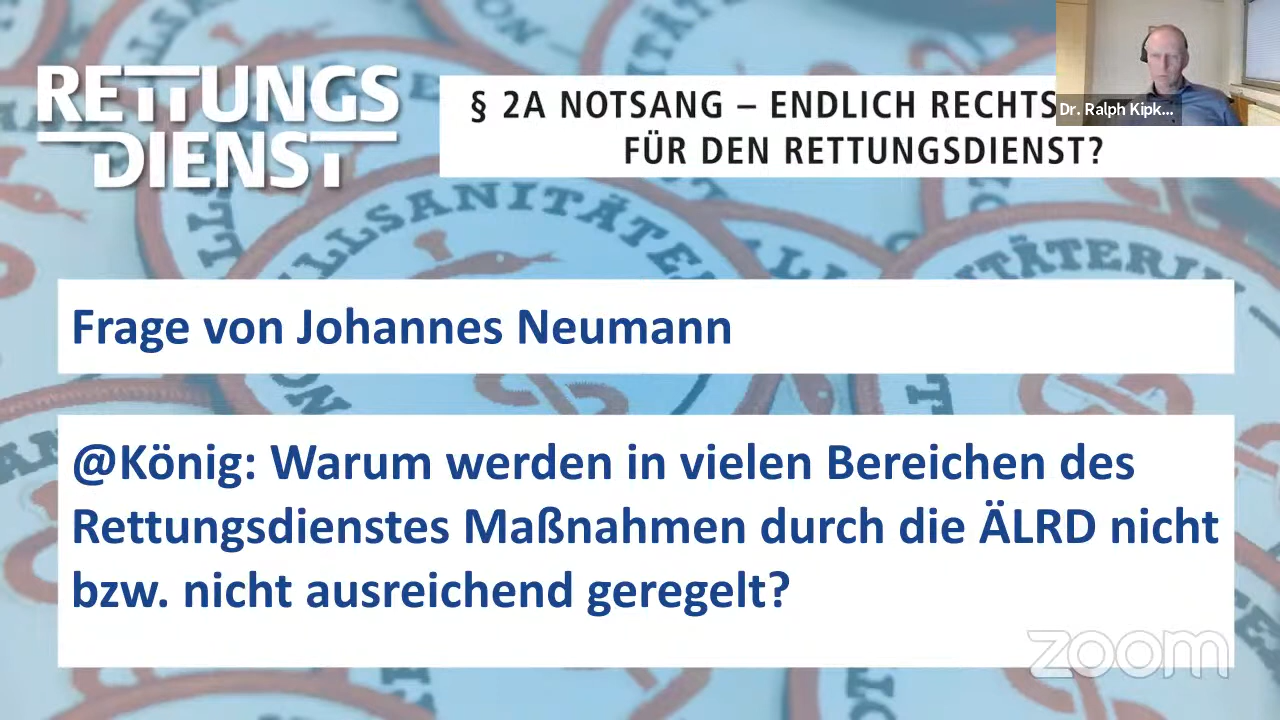 RETTUNGS
DIENST
§ 2A NOTSANG – ENDLICH RECHTS
FÜR DEN RETTUNGSDIENST?
Dr. Ralph Kipk...
Frage von Johannes Neumann
@König: Warum werden in vielen Bereichen des
Rettungsdienstes Maßnahmen durch die ÄLRD nicht
bzw. nicht ausreichend geregelt?
zoom